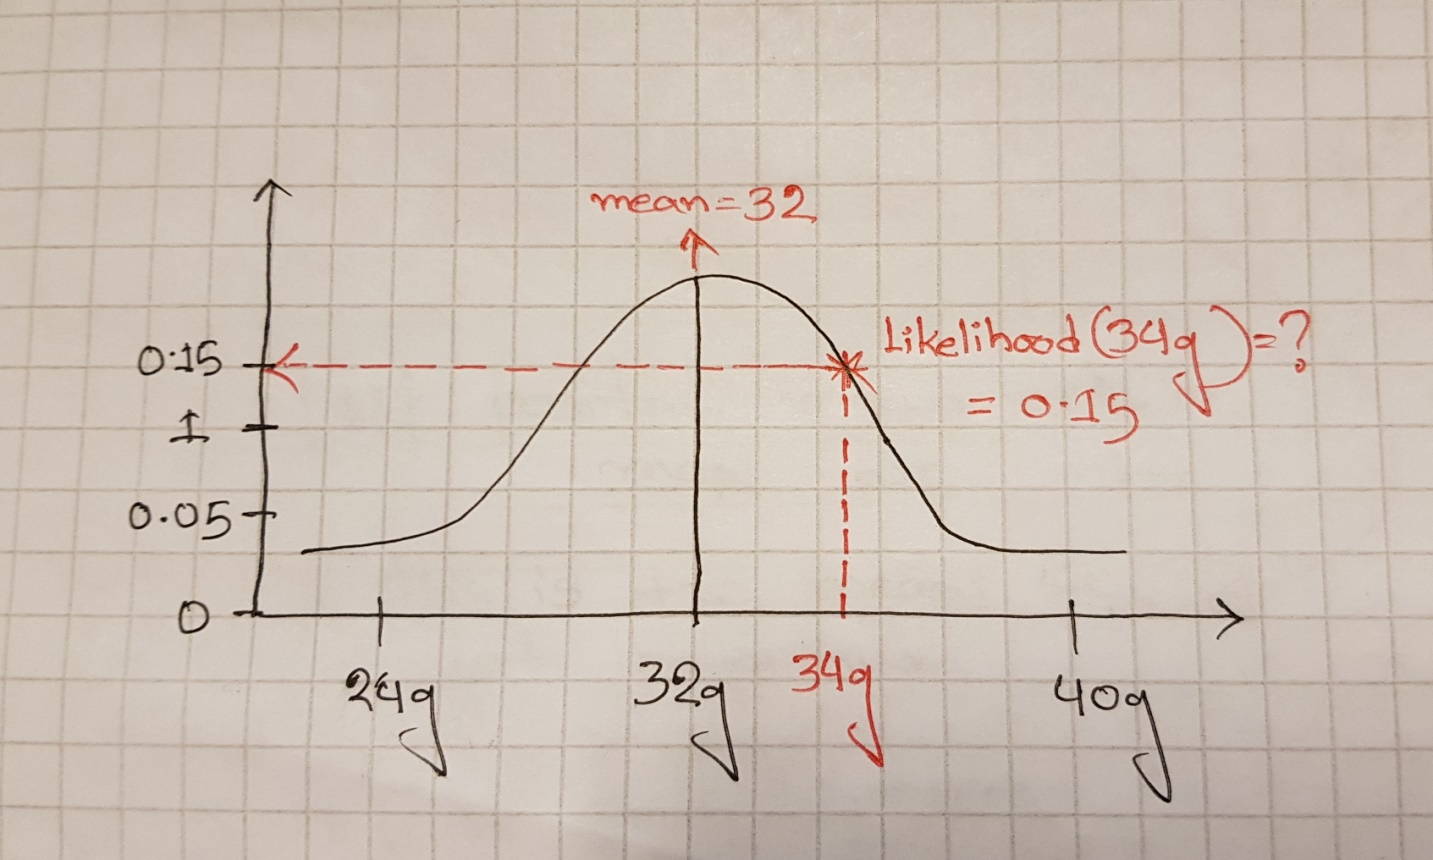 mean=32
Likelihood(34g)=?
= 0.15
0.15
1
0.05
0
24g
32g
34g
40g